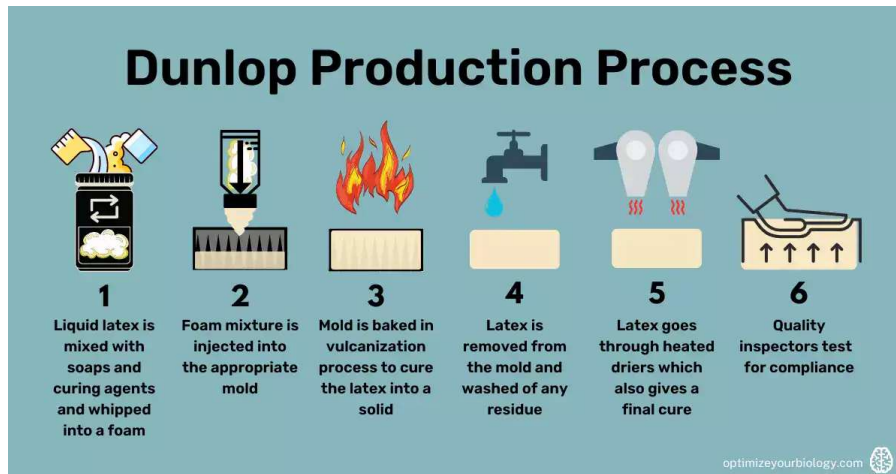 Dunlop Production Process
1
Liquid latex is
mixed with
soaps and
curing agents
and whipped
into a foam
2
Foam mixture is
injected into
the appropriate
mold
3
Mold is baked in
vulcanization
process to cure
the latex into a
solid
4
Latex is
removed from
the mold and
washed of any
residue
5
Latex goes
through heated
driers which
also gives a
final cure
6
Quality
inspectors test
for compliance
optimizeyourbiology.com